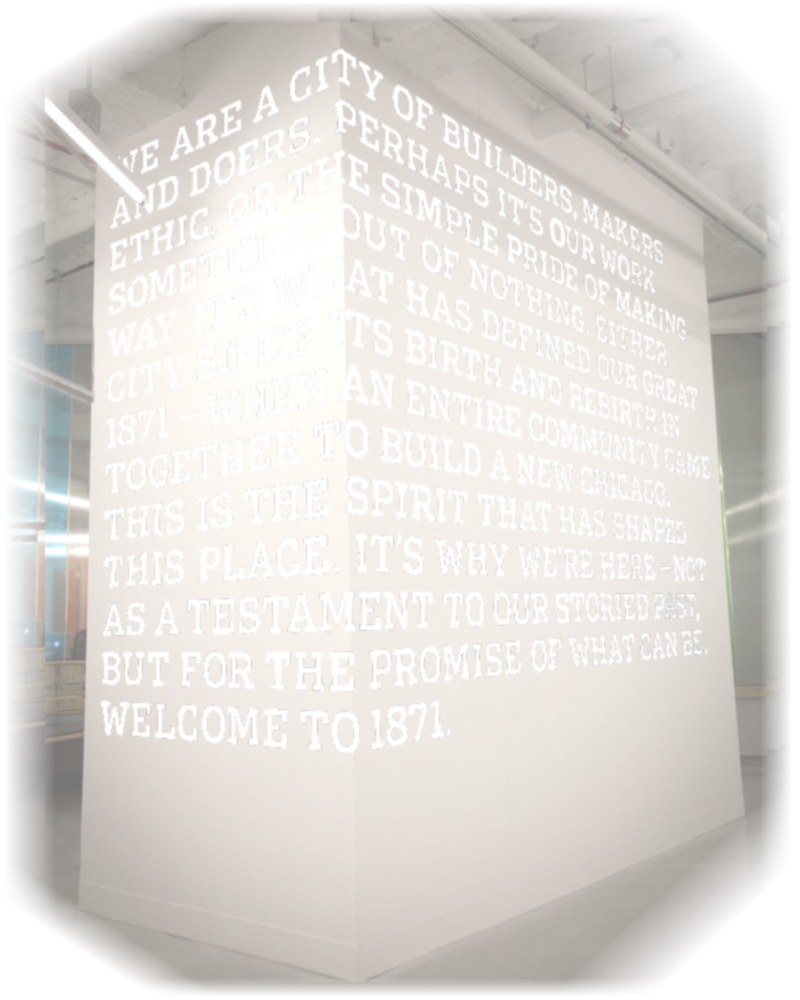 WE ARE A CITY OF BUILDERS, MAKERS
AND DOERS. PERHAPS IT'S OUR WORK
ETHIC, OR THE SIMPLE PRIDE OF MAKING
SOMETHING OUT OF NOTHING. EITHER
WAY, IT'S WHAT HAS DEFINED OUR GREAT
CITY SINCE ITS BIRTH AND REBIRTH IN
1871 – WHEN AN ENTIRE COMMUNITY CAME
TOGETHER TO BUILD A NEW CHICAGO.
THIS IS THE SPIRIT THAT HAS SHAPED
THIS PLACE. IT'S WHY WE'RE HERE – NOT
AS A TESTAMENT TO OUR STORIED PAST,
BUT FOR THE PROMISE OF WHAT CAN BE.
WELCOME TO 1871.